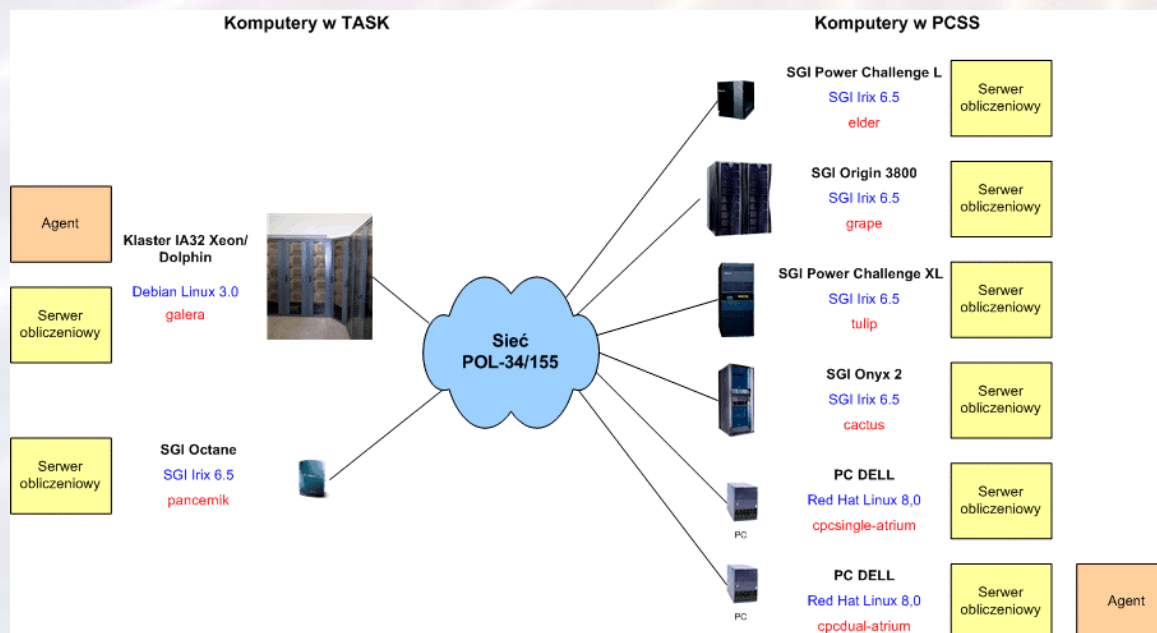 Komputery w TASK
Agent
Klaster IA32 Xeon/
Dolphin
Debian Linux 3.0
galera
Serwer
obliczeniowy
Serwer
obliczeniowy
SGI Octane
SGI Irix 6.5
pancernik
Sieć
POL-34/155
Komputery w PCSS
SGI Power Challenge L
SGI Irix 6.5
elder
Serwer
obliczeniowy
SGI Origin 3800
SGI Irix 6.5
grape
Serwer
obliczeniowy
SGI Power Challenge XL
SGI Irix 6.5
tulip
Serwer
obliczeniowy
SGI Onyx 2
SGI Irix 6.5
cactus
Serwer
obliczeniowy
PC
PC DELL
Red Hat Linux 8,0
cpcsingle-atrium
Serwer
obliczeniowy
PC
PC DELL
Red Hat Linux 8,0
cpcdual-atrium
Serwer
obliczeniowy
Agent